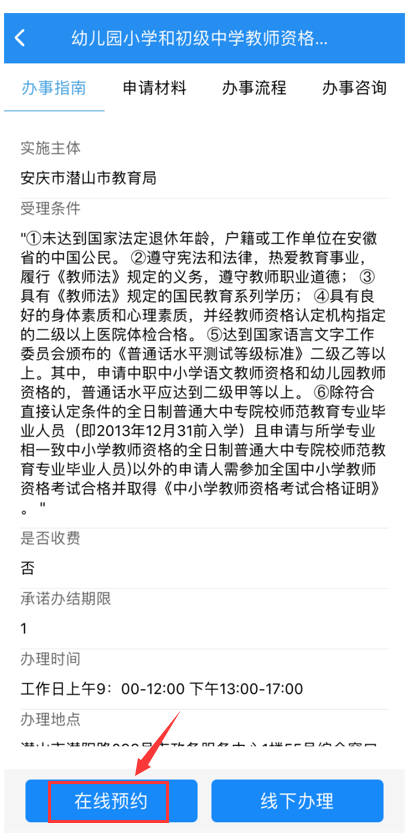 幼儿园小学和初级中学教师资格...
办事指南 申请材料 办事流程 办事咨询
实施主体
安庆市潜山市教育局
受理条件
"①未达到国家法定退休年龄，户籍或工作单位在安徽
省的中国公民。 ②遵守宪法和法律，热爱教育事业，
履行《教师法》规定的义务，遵守教师职业道德； ③
具有《教师法》规定的国民教育系列学历； ④具有良
好的身体素质和心理素质，并经教师资格认定机构指定
的二级以上医院体检合格。 ⑤达到国家语言文字工作
委员会颁布的《普通话水平测试等级标准》二级乙等以
上。其中，申请中职中小学语文教师资格和幼儿园教师
资格的，普通话水平应达到二级甲等以上。 ⑥除符合
直接认定条件的全日制普通大中专院校师范教育专业毕
业人员（即2013年12月31前入学）且申请与所学专业
相一致中小学教师资格的全日制普通大中专院校师范教
育专业毕业人员)以外的申请人需参加全国中小学教师
资格考试合格并取得《中小学教师资格考试合格证明》
。"
是否收费
否
承诺办结期限
1
办理时间
工作日上午9：00-12:00 下午13:00-17:00
办理地点
在线预约 线下办理